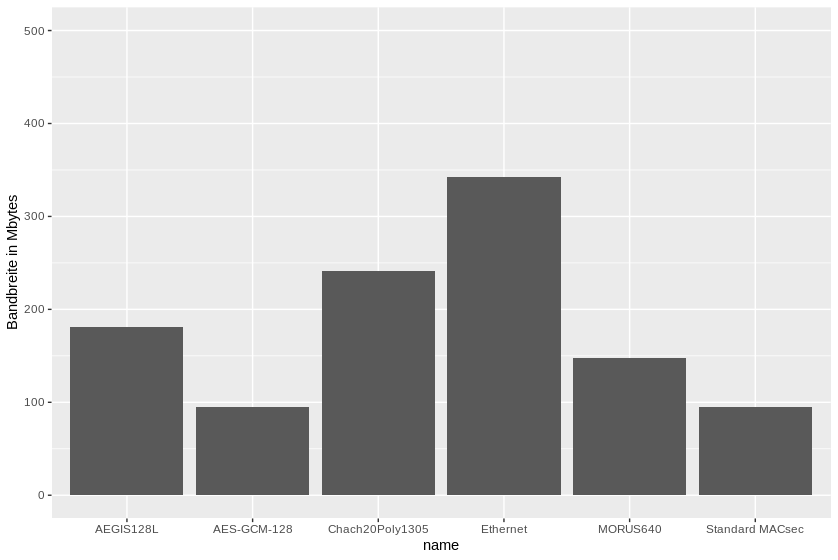 500
400
300
200
100
0
Bandbreite in Mbytes
AEGIS128L
AES-GCM-128
Chach20Poly1305
Ethernet
MORUS640
Standard MACsec
name